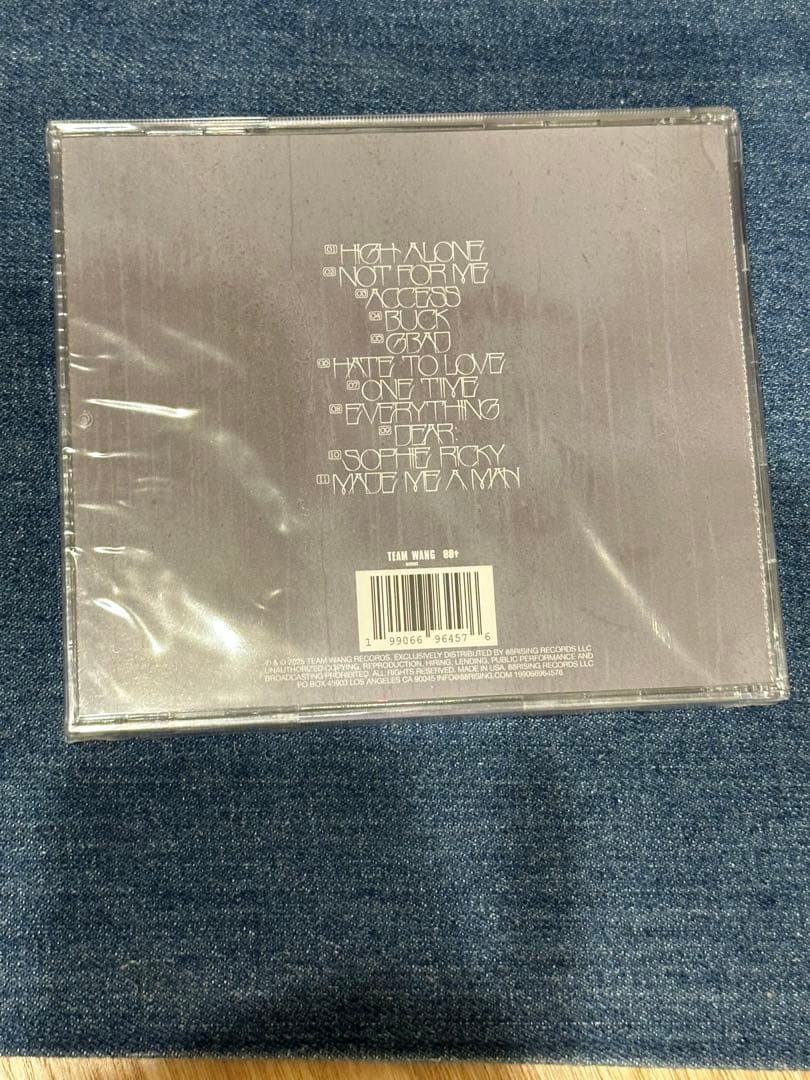 01 HIGH ALONE
02 NOT FOR ME
03 ACCESS
04 BUCK
05 GBAD
06 HATE TO LOVE
07 ONE TIME
08 EVERYTHING
09 DEAR:
10 SOPHIE RICKY
11 MADE ME A MAN
TEAM WANG 88↑
1 99066 96457 6
℗ & © 2025 TEAM WANG RECORDS, EXCLUSIVELY DISTRIBUTED BY 88RISING RECORDS LLC
UNAUTHORIZED COPYING, REPRODUCTION, HIRING, LENDING, PUBLIC PERFORMANCE AND
BROADCASTING PROHIBITED. ALL RIGHTS RESERVED. MADE IN USA. 88RISING RECORDS LLC
PO BOX 45903 LOS ANGELES CA 90045 INFO@88RISING.COM 199066964576